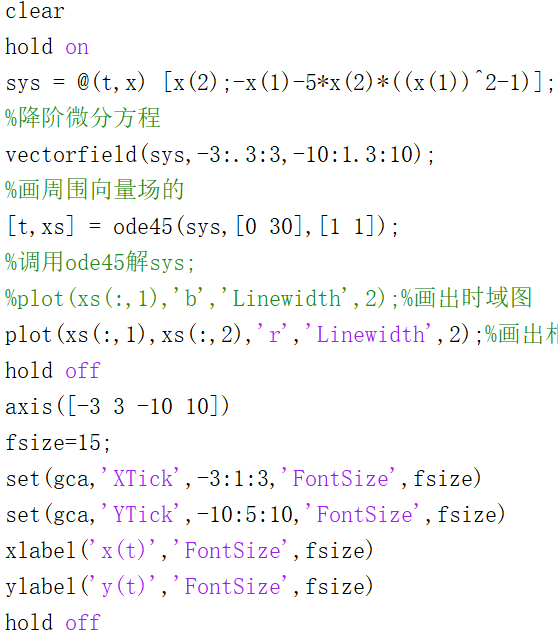 clear
hold on
sys = @(t,x) [x(2);-x(1)-5*x(2)*((x(1))^2-1)];
%降阶微分方程
vectorfield(sys,-3:.3:3,-10:1.3:10);
%画周围向量场的
[t,xs] = ode45(sys,[0 30],[1 1]);
%调用ode45解sys;
%plot(xs(:,1),'b','Linewidth',2);%画出时域图
plot(xs(:,1),xs(:,2),'r','Linewidth',2);%画出
hold off
axis([-3 3 -10 10])
fsize=15;
set(gca,'XTick',-3:1:3,'FontSize',fsize)
set(gca,'YTick',-10:5:10,'FontSize',fsize)
xlabel('x(t)','FontSize',fsize)
ylabel('y(t)','FontSize',fsize)
hold off